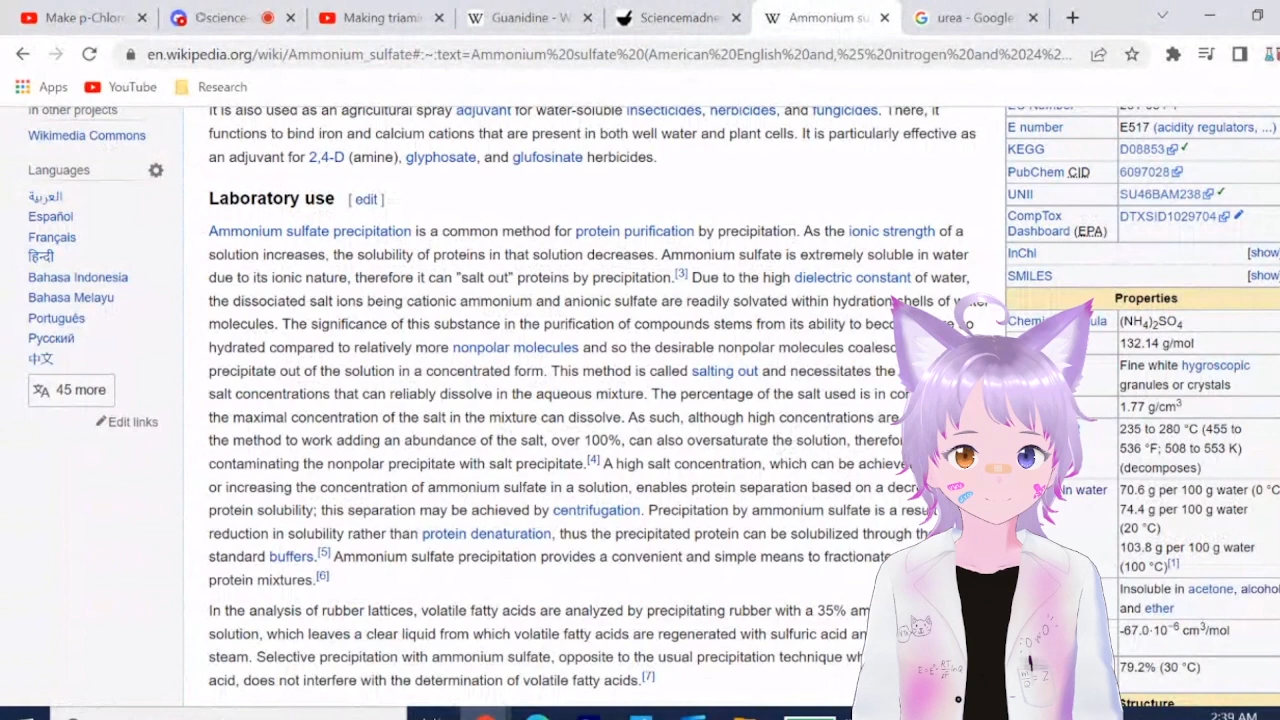 Make p-Chloro
science
Making triami
Guanidine - W
Sciencemadne
Ammonium su
urea - Google
en.wikipedia.org/wiki/Ammonium_sulfate#:~:text=Ammonium%20sulfate%20(American%20English%20and,%25%20nitrogen%20and%2024%2...
Apps
YouTube
Research
In other projects
Wikimedia Commons
Languages
العربية
Español
Français
हिन्दी
Bahasa Indonesia
Bahasa Melayu
Português
Русский
中文
45 more
Edit links
It is also used as an agricultural spray adjuvant for water-soluble insecticides, herbicides, and fungicides. There, it
functions to bind iron and calcium cations that are present in both well water and plant cells. It is particularly effective as
an adjuvant for 2,4-D (amine), glyphosate, and glufosinate herbicides.
Laboratory use [ edit ]
Ammonium sulfate precipitation is a common method for protein purification by precipitation. As the ionic strength of a
solution increases, the solubility of proteins in that solution decreases. Ammonium sulfate is extremely soluble in water
due to its ionic nature, therefore it can "salt out" proteins by precipitation.[3] Due to the high dielectric constant of water,
the dissociated salt ions being cationic ammonium and anionic sulfate are readily solvated within hydration shells of water
molecules. The significance of this substance in the purification of compounds stems from its ability to beco so
hydrated compared to relatively more nonpolar molecules and so the desirable nonpolar molecules coalesc
precipitate out of the solution in a concentrated form. This method is called salting out and necessitates the
salt concentrations that can reliably dissolve in the aqueous mixture. The percentage of the salt used is in cor
the maximal concentration of the salt in the mixture can dissolve. As such, although high concentrations are
the method to work adding an abundance of the salt, over 100%, can also oversaturate the solution, therefo
contaminating the nonpolar precipitate with salt precipitate.[4] A high salt concentration, which can be achieve
or increasing the concentration of ammonium sulfate in a solution, enables protein separation based on a decr
protein solubility; this separation may be achieved by centrifugation. Precipitation by ammonium sulfate is a resu
reduction in solubility rather than protein denaturation, thus the precipitated protein can be solubilized through th
standard buffers.[5] Ammonium sulfate precipitation provides a convenient and simple means to fractionate
protein mixtures.[6]
In the analysis of rubber lattices, volatile fatty acids are analyzed by precipitating rubber with a 35% am
solution, which leaves a clear liquid from which volatile fatty acids are regenerated with sulfuric acid an
steam. Selective precipitation with ammonium sulfate, opposite to the usual precipitation technique wh
acid, does not interfere with the determination of volatile fatty acids.[7]
E number E517 (acidity regulators, ...)
KEGG D08853
PubChem CID 6097028
UNII SU46BAM238
CompTox Dashboard (EPA) DTXSID1029704
InChI [show
SMILES [show
Properties
Chemi ula (NH4)2SO4
132.14 g/mol
Fine white hygroscopic
granules or crystals
1.77 g/cm3
235 to 280 °C (455 to
536 °F; 508 to 553 K)
(decomposes)
in water 70.6 g per 100 g water (0 °C
74.4 g per 100 g water
(20 °C)
103.8 g per 100 g water
(100 °C)[1]
Insoluble in acetone, alcohol
and ether
-67.0·10−6 cm3/mol
79.2% (30 °C)
Structure
2:39 AM